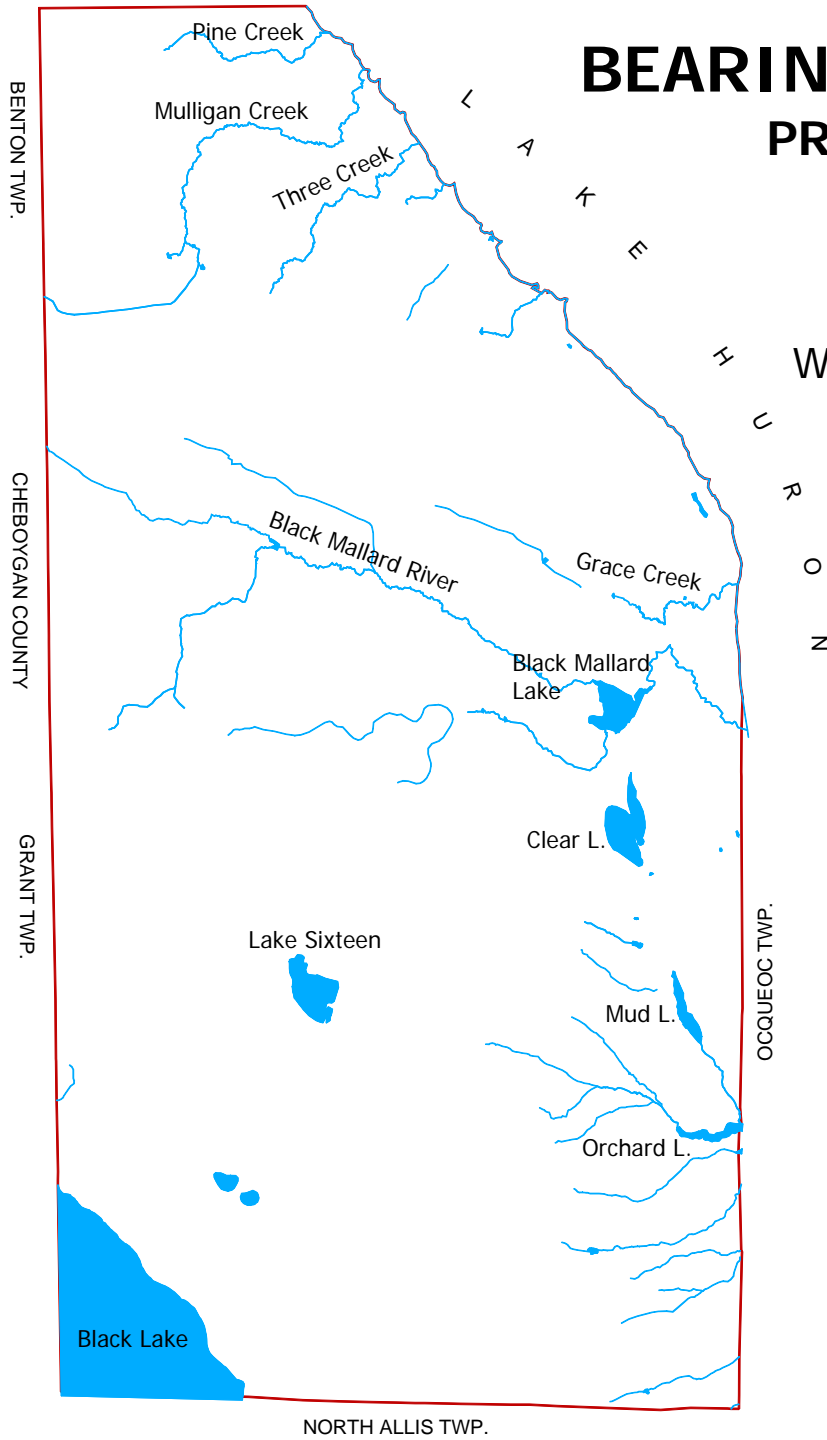 BEARIN
PR
W
Pine Creek
Mulligan Creek
Three Creek
LAKE HURON
BENTON TWP.
CHEBOYGAN COUNTY
GRANT TWP.
Black Mallard River
Grace Creek
Black Mallard
Lake
Clear L.
Lake Sixteen
Mud L.
OCQUEOC TWP.
Orchard L.
Black Lake
NORTH ALLIS TWP.